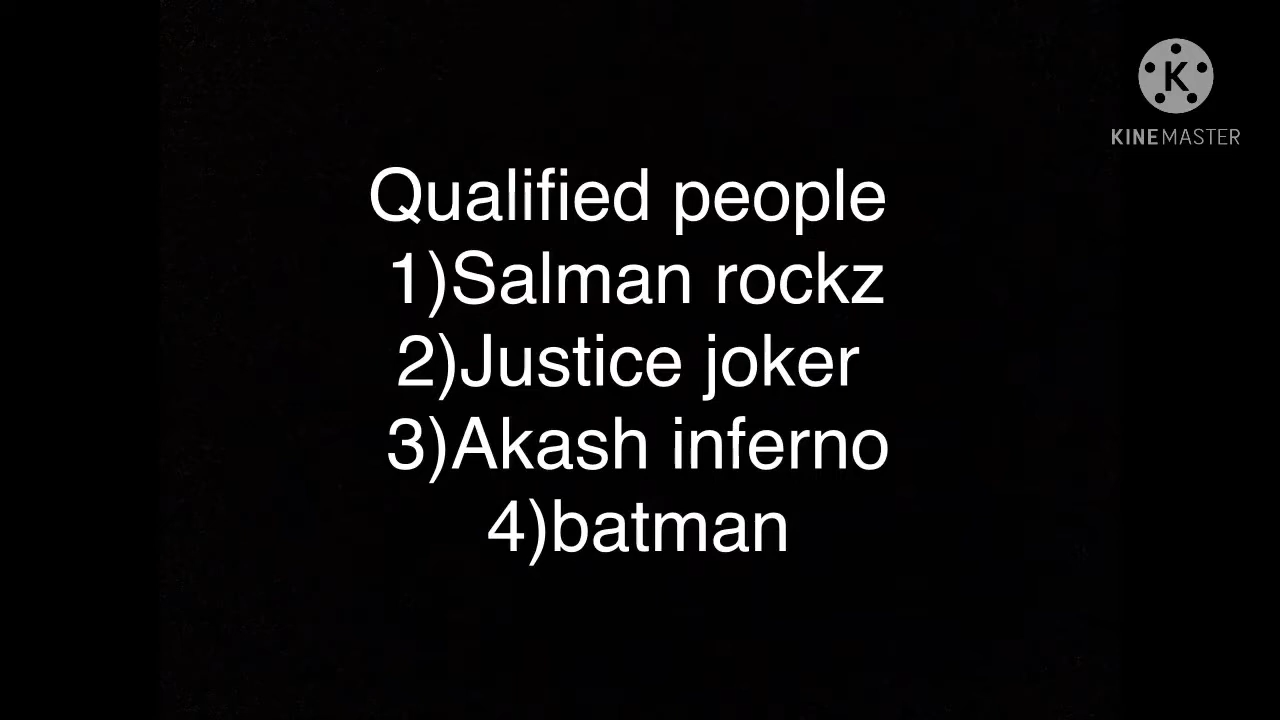 K
KINEMASTER
Qualified people
1)Salman rockz
2)Justice joker
3)Akash inferno
4)batman